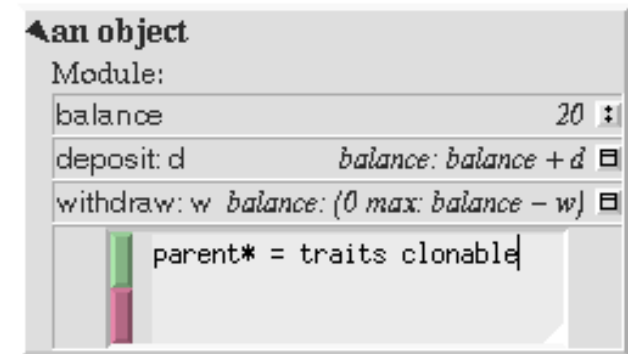 an object
Module:
balance 20
deposit: d balance: balance + d
withdraw: w balance: (0 max: balance – w)
parent* = traits clonable